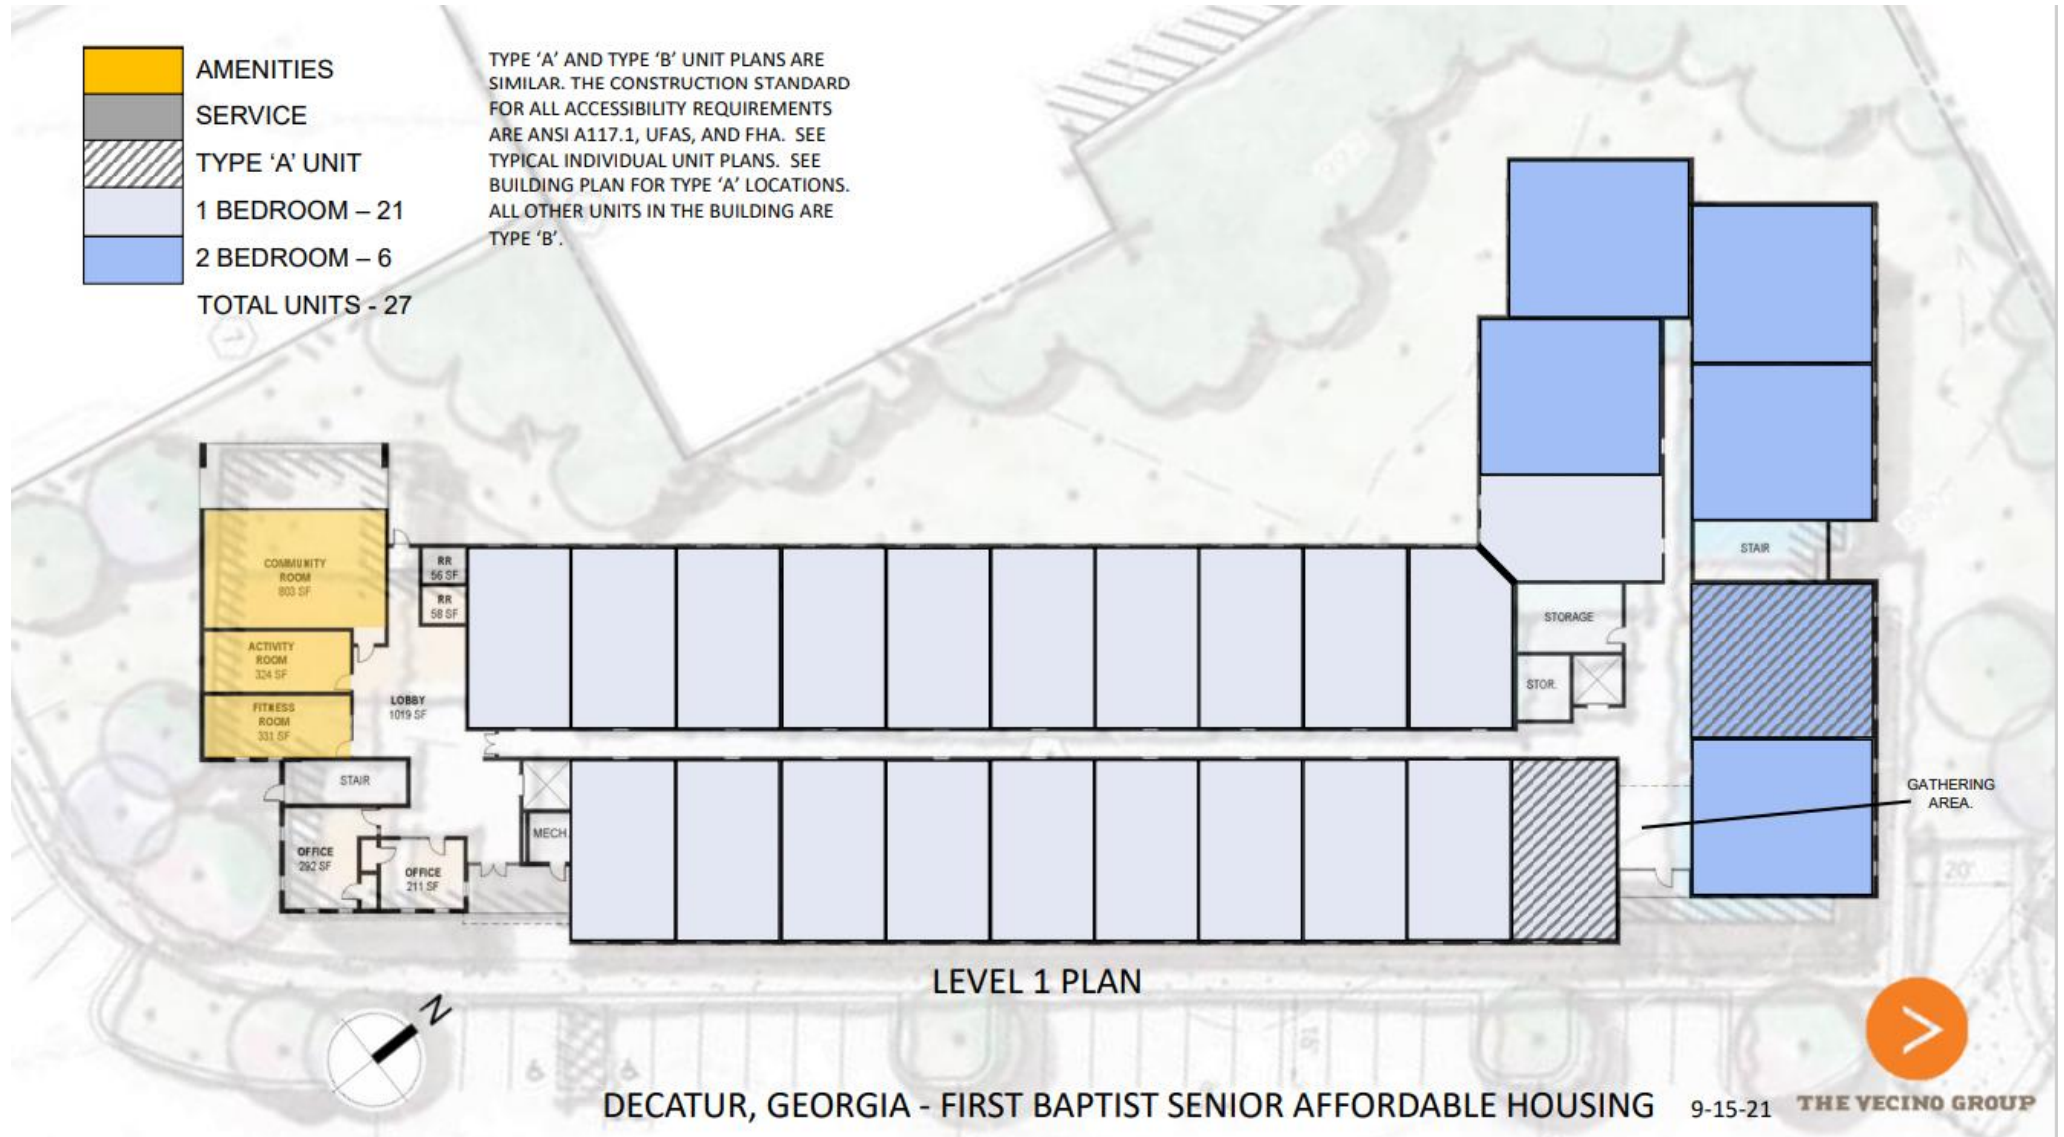 AMENITIES
SERVICE
TYPE ‘A’ UNIT
1 BEDROOM – 21
2 BEDROOM – 6
TOTAL UNITS - 27
TYPE ‘A’ AND TYPE ‘B’ UNIT PLANS ARE
SIMILAR. THE CONSTRUCTION STANDARD
FOR ALL ACCESSIBILITY REQUIREMENTS
ARE ANSI A117.1, UFAS, AND FHA. SEE
TYPICAL INDIVIDUAL UNIT PLANS. SEE
BUILDING PLAN FOR TYPE ‘A’ LOCATIONS.
ALL OTHER UNITS IN THE BUILDING ARE
TYPE ‘B’.
COMMUNITY
ROOM
803 SF
RR
56 SF
RR
58 SF
ACTIVITY
ROOM
324 SF
FITNESS
ROOM
331 SF
LOBBY
1019 SF
STAIR
OFFICE
292 SF
OFFICE
211 SF
MECH.
STAIR
STORAGE
STOR.
GATHERING
AREA.
20'
LEVEL 1 PLAN
N
DECATUR, GEORGIA - FIRST BAPTIST SENIOR AFFORDABLE HOUSING
9-15-21
THE VECINO GROUP